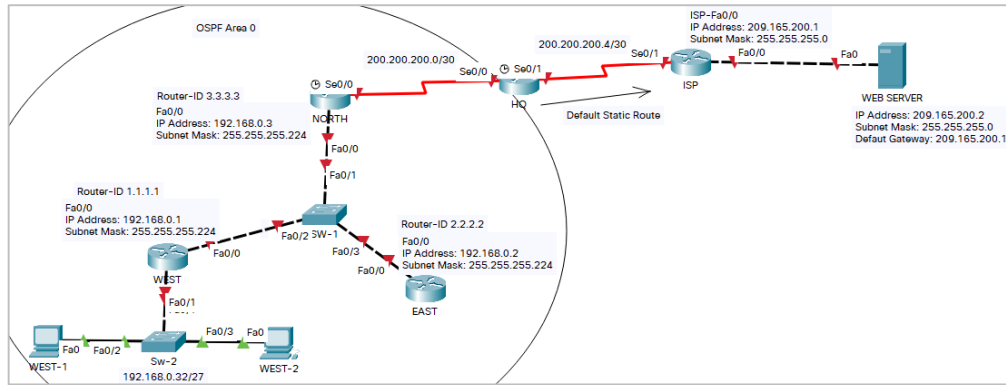 OSPF Area 0
ISP-Fa0/0
IP Address: 209.165.200.1
Subnet Mask: 255.255.255.0
200.200.200.4/30
Fa0/0
Fa0
200.200.200.0/30
Se0/1
Se0/0
Se0/1
ISP
WEB SERVER
Router-ID 3.3.3.3
Se0/0
HQ
Fa0/0
IP Address: 192.168.0.3
Subnet Mask: 255.255.255.224
NORTH
Default Static Route
IP Address: 209.165.200.2
Subnet Mask: 255.255.255.0
Defaut Gateway: 209.165.200.1
Fa0/0
Fa0/1
Router-ID 1.1.1.1
Fa0/0
IP Address: 192.168.0.1
Subnet Mask: 255.255.255.224
SW-1
Fa0/2
Router-ID 2.2.2.2
Fa0/0
IP Address: 192.168.0.2
Subnet Mask: 255.255.255.224
Fa0/3
Fa0/0
Fa0/0
WEST
EAST
Fa0/1
Fa0/3
Fa0
Fa0
Fa0/2
WEST-1
Sw-2
WEST-2
192.168.0.32/27